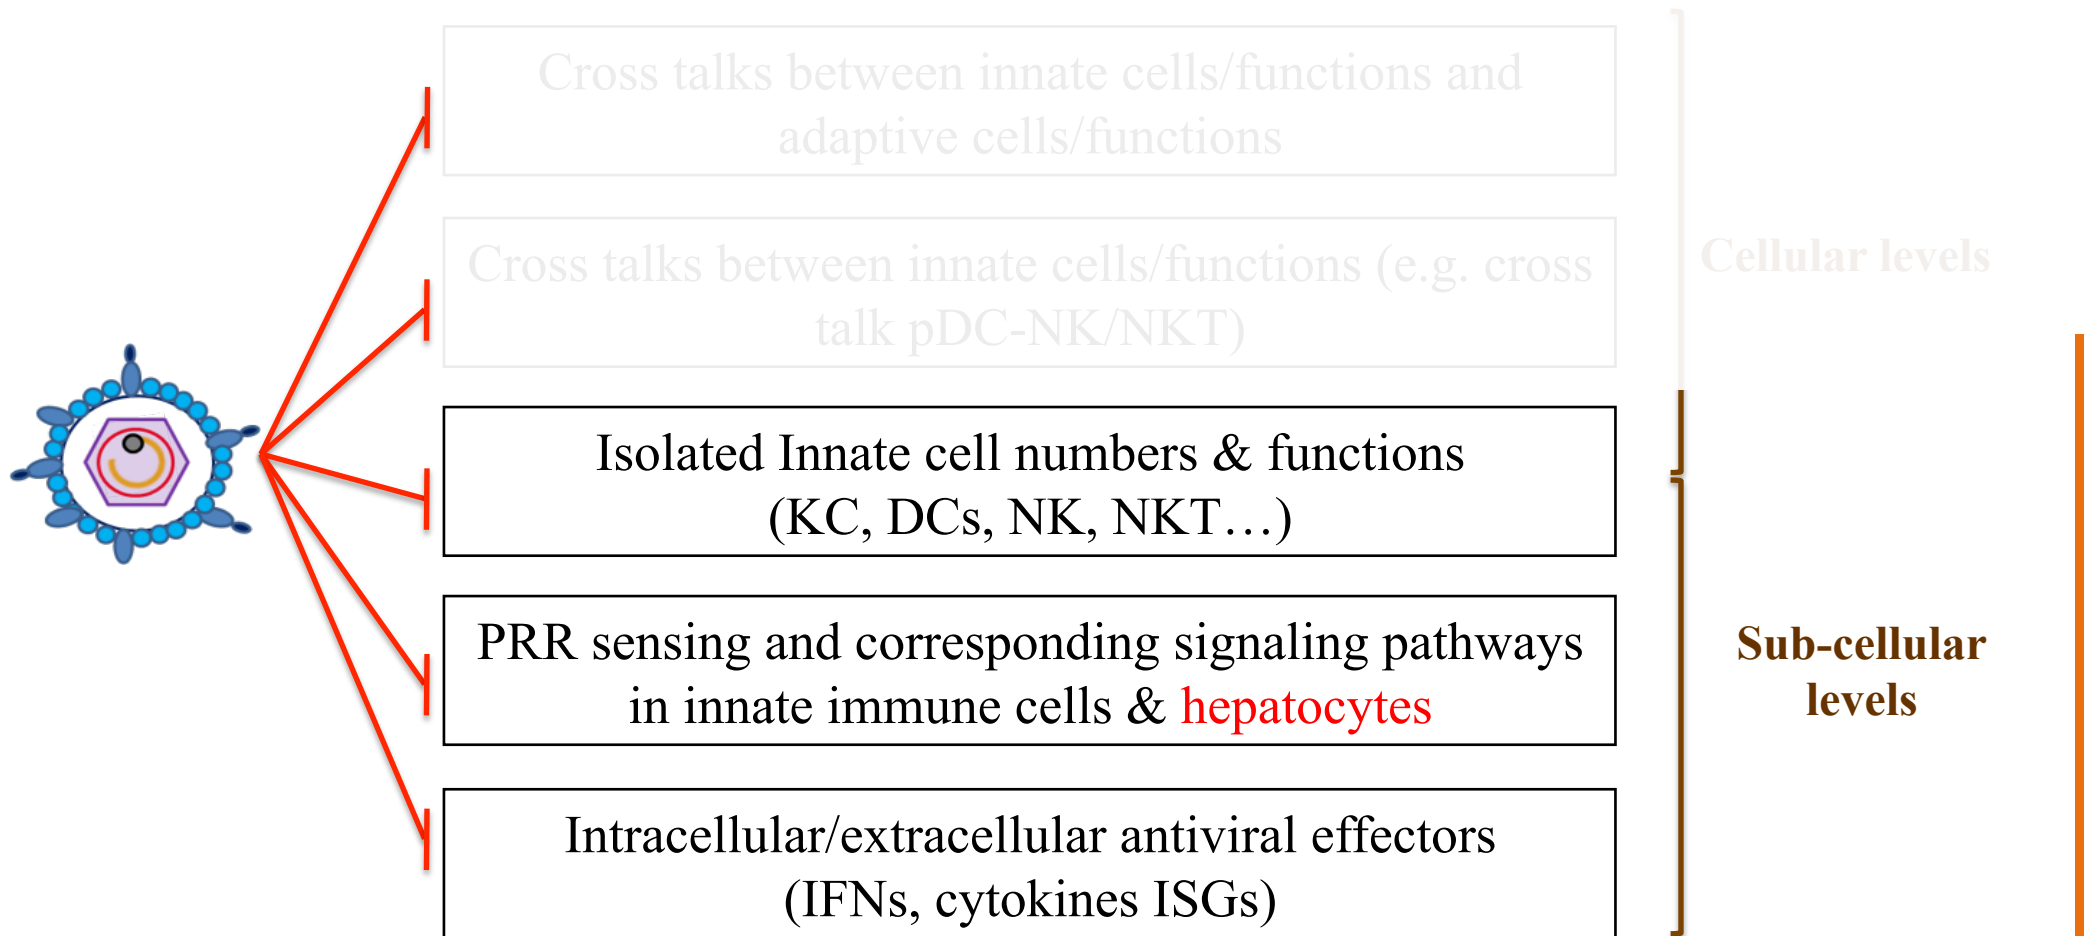 Cross talks between innate cells/functions and
adaptive cells/functions
Cross talks between innate cells/functions (e.g. cross
talk pDC-NK/NKT)
Cellular levels
Isolated Innate cell numbers & functions
(KC, DCs, NK, NKT…)
PRR sensing and corresponding signaling pathways
in innate immune cells & hepatocytes
Sub-cellular
levels
Intracellular/extracellular antiviral effectors
(IFNs, cytokines ISGs)